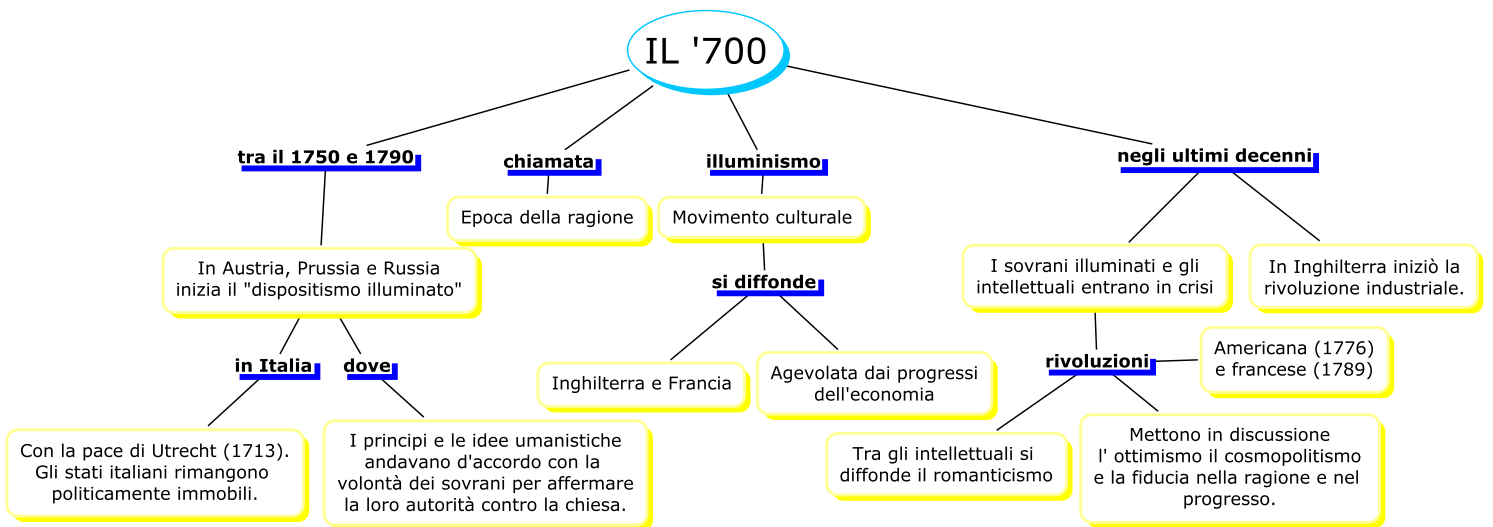 IL '700
tra il 1750 e 1790
chiamata
illuminismo
negli ultimi decenni
Epoca della ragione
Movimento culturale
In Austria, Prussia e Russia
inizia il "dispositismo illuminato"
si diffonde
I sovrani illuminati e gli
intellettuali entrano in crisi
In Inghilterra iniziò la
rivoluzione industriale.
in Italia
dove
Inghilterra e Francia
Agevolata dai progressi
dell'economia
rivoluzioni
Americana (1776)
e francese (1789)
Con la pace di Utrecht (1713).
Gli stati italiani rimangono
politicamente immobili.
I principi e le idee umanistiche
andavano d'accordo con la
volontà dei sovrani per affermare
la loro autorità contro la chiesa.
Tra gli intellettuali si
diffonde il romanticismo
Mettono in discussione
l' ottimismo il cosmopolitismo
e la fiducia nella ragione e nel
progresso.